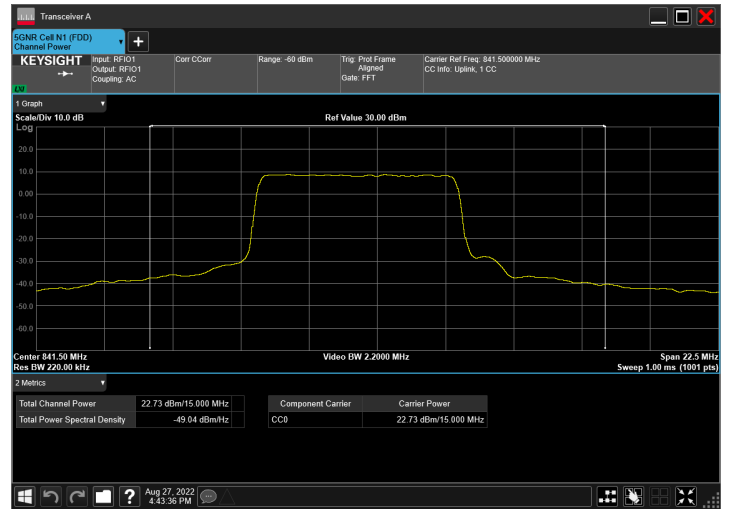 Transceiver A
5GNR Cell N1 (FDD)
Channel Power
KEYSIGHT
LXI
Input: RFIO1
Output: RFIO1
Coupling: AC
Corr CCorr
Range: -60 dBm
Trig: Prot Frame
Aligned
Gate: FFT
Carrier Ref Freq: 841.500000 MHz
CC Info: Uplink, 1 CC
1 Graph
Scale/Div 10.0 dB
Ref Value 30.00 dBm
Log
20.0
10.0
0.00
-10.0
-20.0
-30.0
-40.0
-50.0
-60.0
Center 841.50 MHz
Video BW 2.2000 MHz
Span 22.5 MHz
Res BW 220.00 kHz
Sweep 1.00 ms (1001 pts)
2 Metrics
Total Channel Power 22.73 dBm/15.000 MHz
Total Power Spectral Density -49.04 dBm/Hz
Component Carrier Carrier Power
CC0 22.73 dBm/15.000 MHz
?
Aug 27, 2022
4:43:36 PM